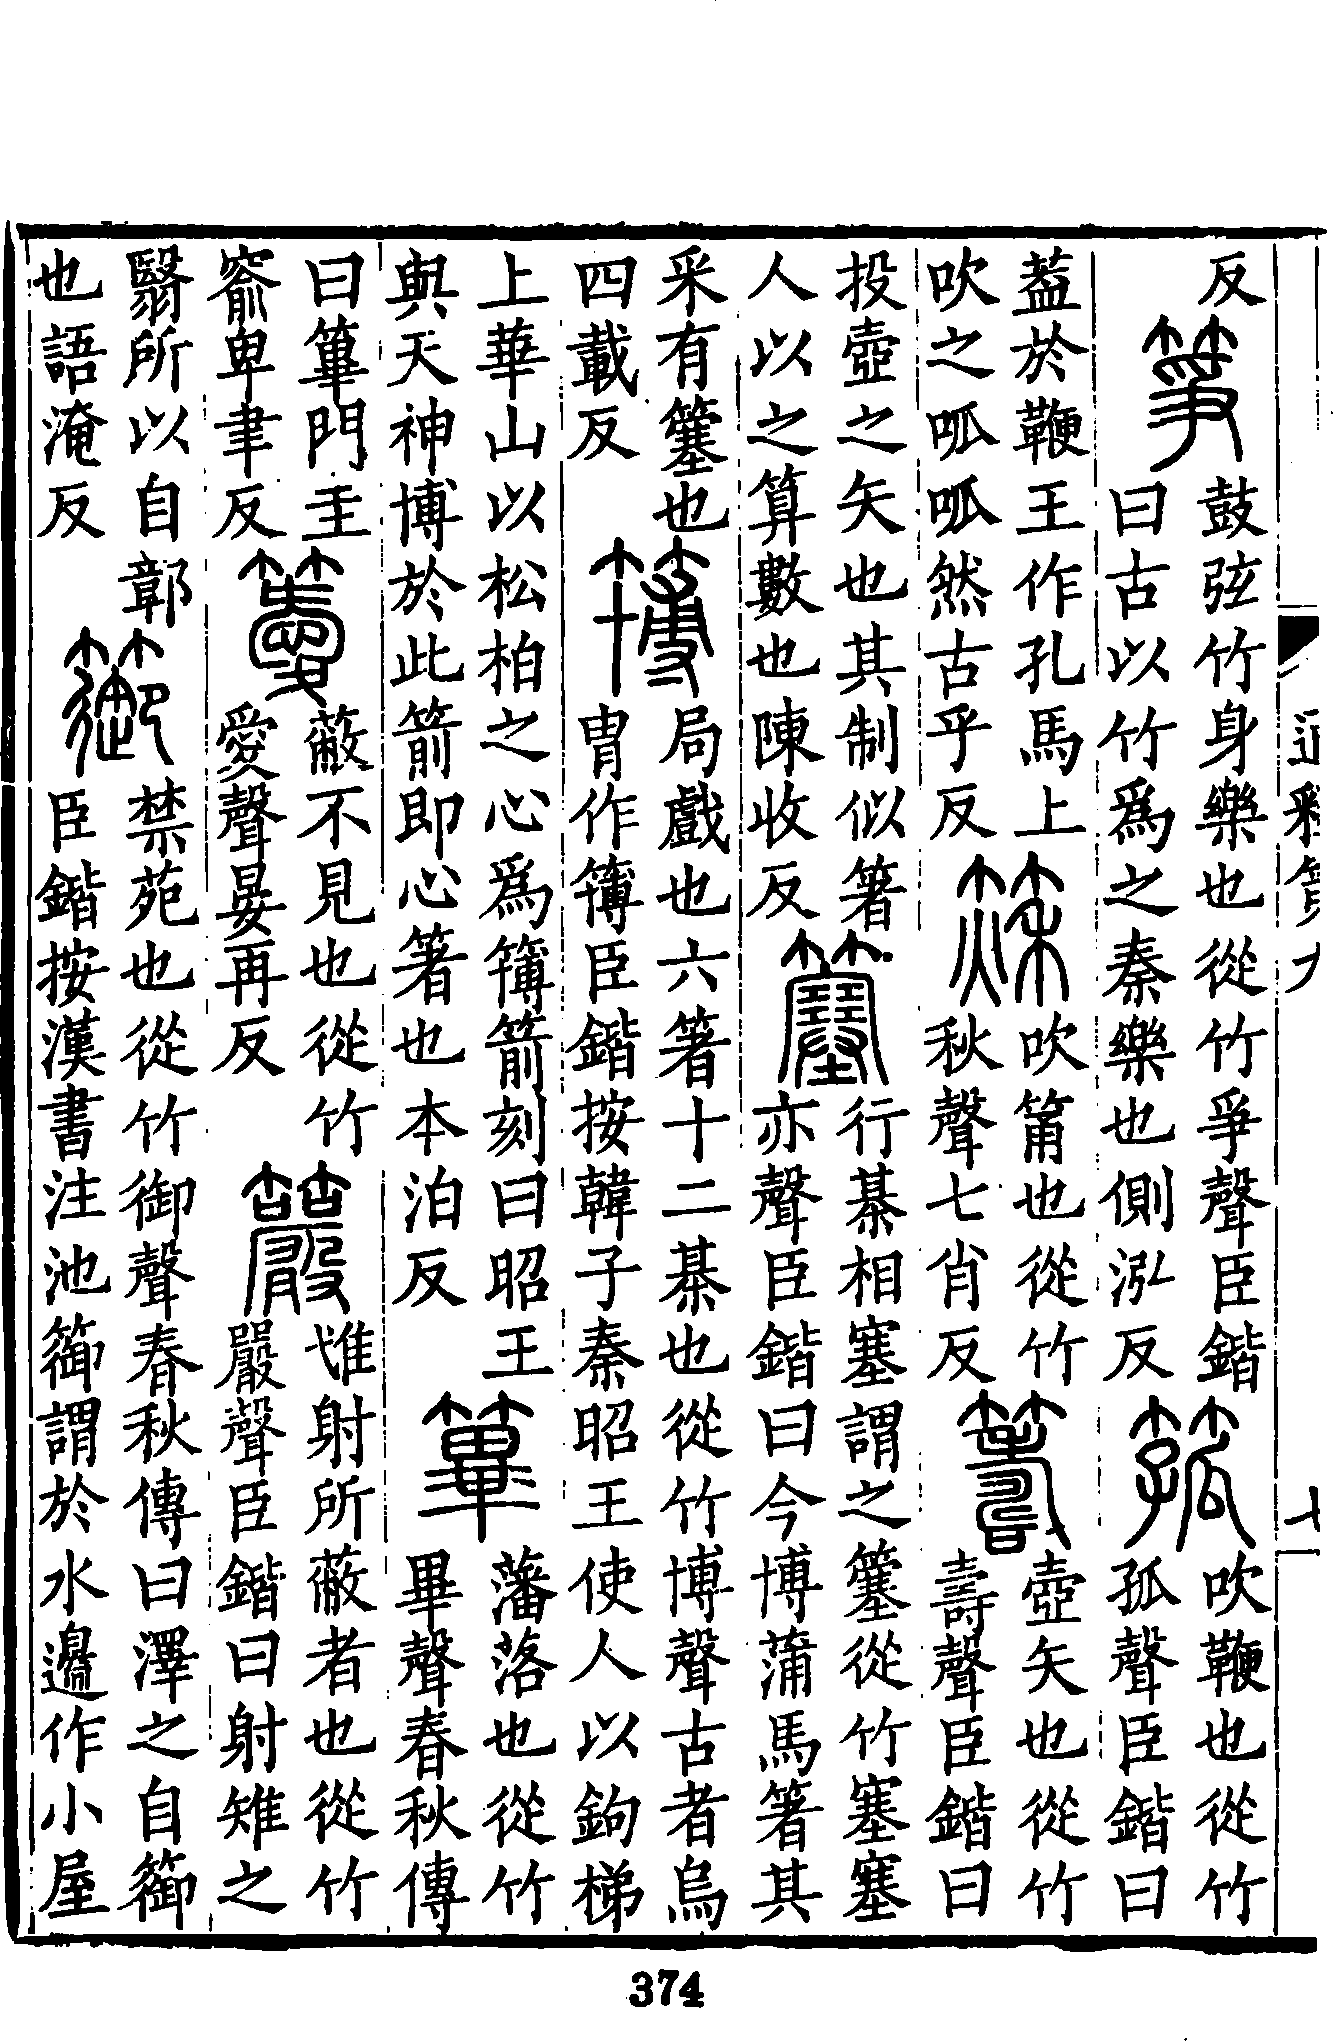 反
箏
鼓弦竹身樂也從竹爭聲臣鍇
曰古以竹爲之秦樂也側泓反
箛
吹鞭也從竹
孤聲臣鍇曰
葢於鞭王作孔馬上
吹之呱呱然古乎反
𥭼
吹筩也從竹
秋聲七肖反
籌
壺矢也從竹
壽聲臣鍇曰
投壺之矢也其制似箸
人以之算數也陳收反
簺
行棊相塞謂之簺從竹塞塞
亦聲臣鍇曰今博蒲馬箸其
采有簺也
四載反
簙
局戲也六箸十二棊也從竹博聲古者烏
胄作簿臣鍇按韓子秦昭王使人以鉤梯
上華山以松柏之心爲簿箭刻曰昭王
與天神博於此箭即心箸也本泊反
篳
藩落也從竹
畢聲春秋傳
曰篳門圭
窬卑聿反
𥴨
蔽不見也從竹
愛聲晏再反
𥷕
惟射所蔽者也從竹
嚴聲臣鍇曰射雉之
翳所以自鄣
也語淹反
篽
禁苑也從竹御聲春秋傳曰澤之自篽
臣鍇按漢書注池篽謂於水邊作小屋
374